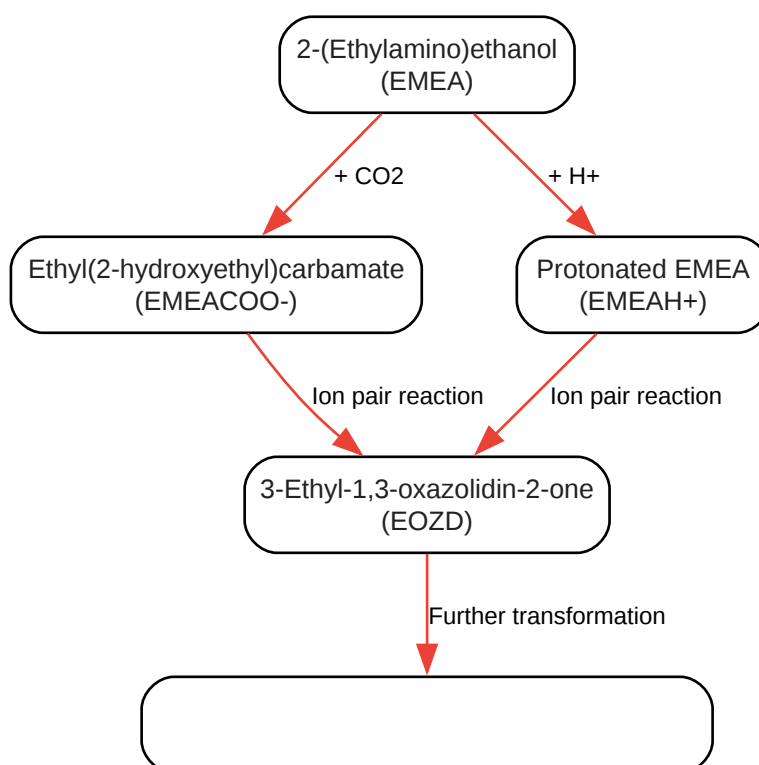 2-(Ethylamino)ethanol
(EMEA)
+ CO2
+ H+
Ethyl(2-hydroxyethyl)carbamate
(EMEACOO-)
Protonated EMEA
(EMEAH+)
Ion pair reaction
Ion pair reaction
3-Ethyl-1,3-oxazolidin-2-one
(EOZD)
Further transformation